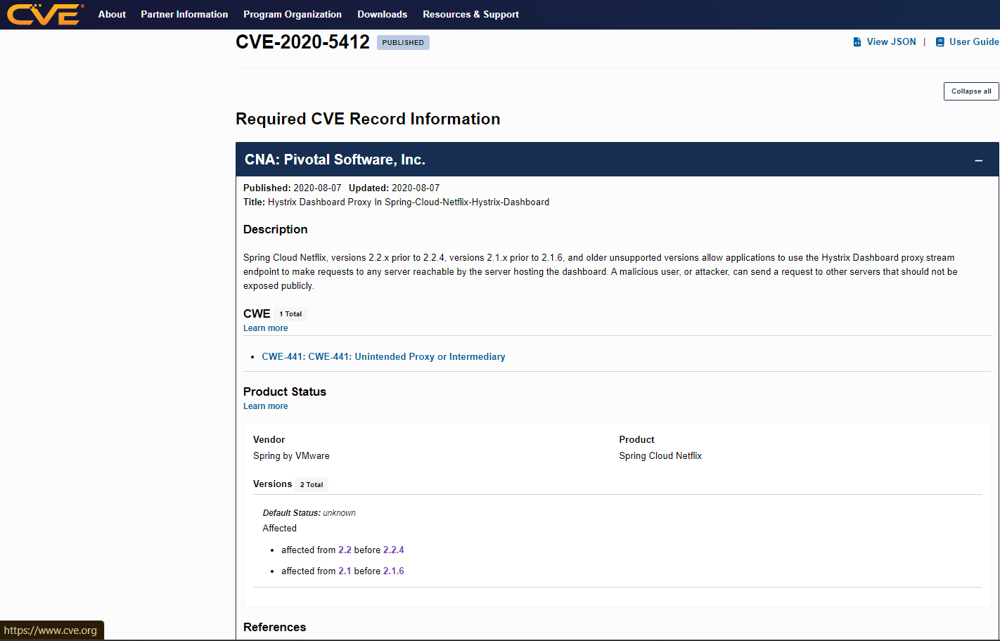 CVE
About Partner Information Program Organization Downloads Resources & Support
CVE-2020-5412 PUBLISHED View JSON | User Guide
Collapse all
Required CVE Record Information
CNA: Pivotal Software, Inc.
Published: 2020-08-07 Updated: 2020-08-07
Title: Hystrix Dashboard Proxy In Spring-Cloud-Netflix-Hystrix-Dashboard
Description
Spring Cloud Netflix, versions 2.2.x prior to 2.2.4, versions 2.1.x prior to 2.1.6, and older unsupported versions allow applications to use the Hystrix Dashboard proxy.stream
endpoint to make requests to any server reachable by the server hosting the dashboard. A malicious user, or attacker, can send a request to other servers that should not be
exposed publicly.
CWE 1 Total
Learn more
• CWE-441: CWE-441: Unintended Proxy or Intermediary
Product Status
Learn more
Vendor Product
Spring by VMware Spring Cloud Netflix
Versions 2 Total
Default Status: unknown
Affected
• affected from 2.2 before 2.2.4
• affected from 2.1 before 2.1.6
References
https://www.cve.org